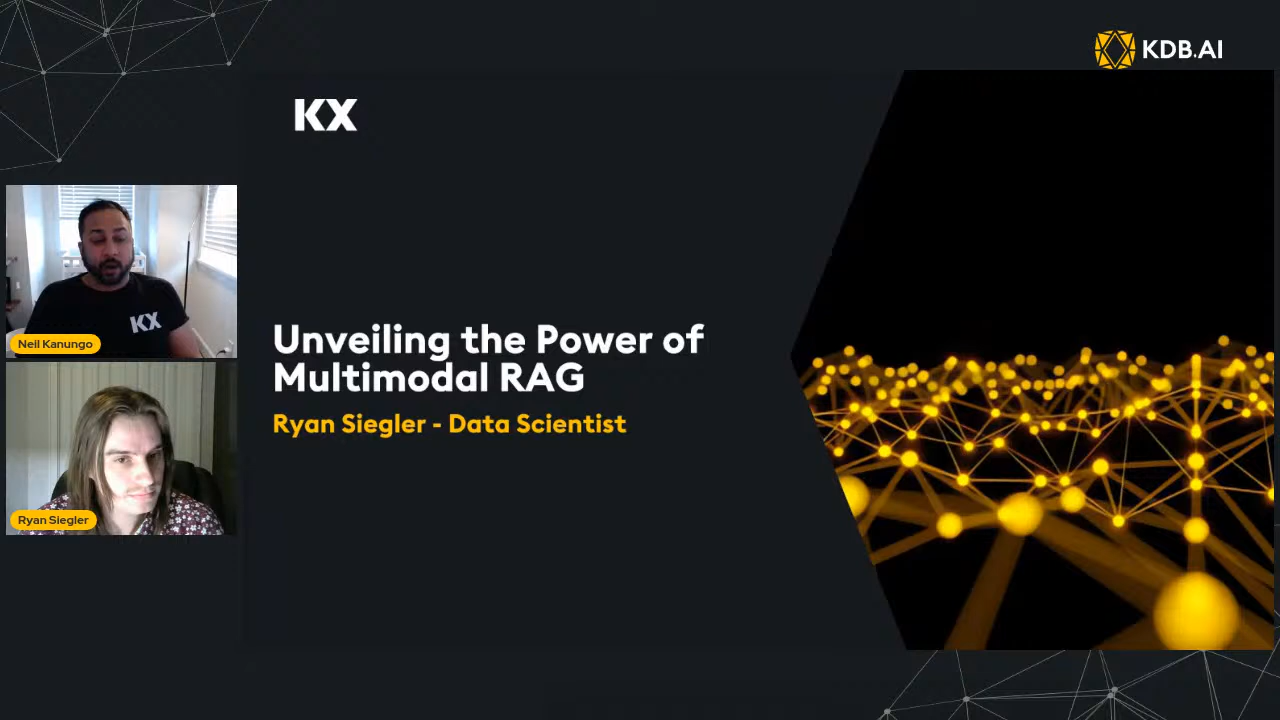 KDB.AI
KX
KX
Neil Kanungo
Unveiling the Power of
Multimodal RAG
Ryan Siegler - Data Scientist
Ryan Siegler